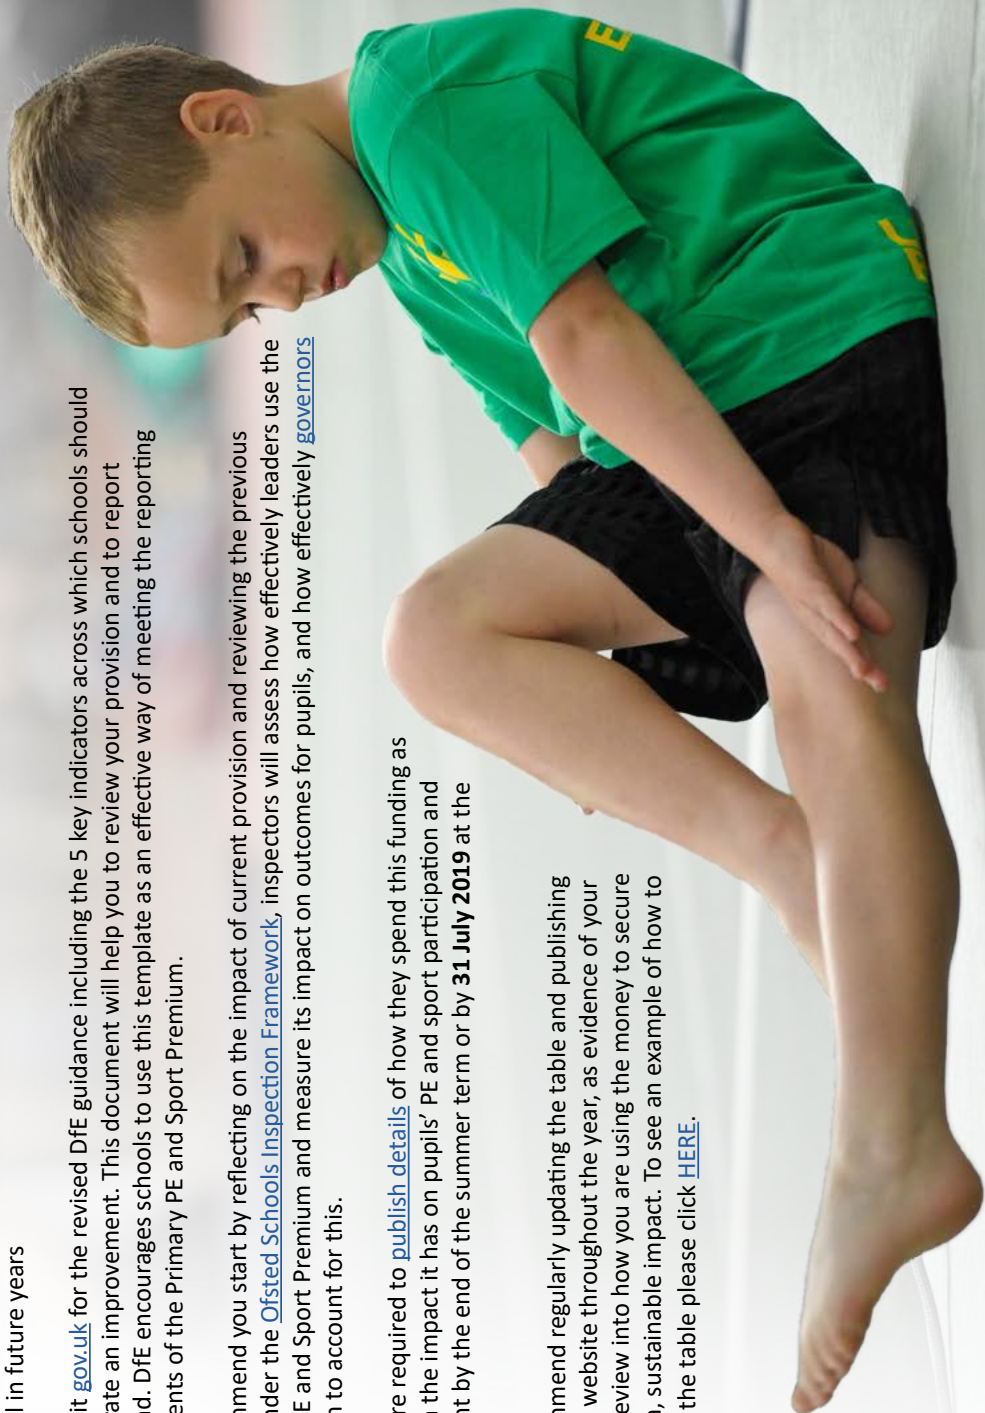 l in future years
it gov.uk for the revised DfE guidance including the 5 key indicators across which schools should
ate an improvement. This document will help you to review your provision and to report
nd. DfE encourages schools to use this template as an effective way of meeting the reporting
ents of the Primary PE and Sport Premium.
mmend you start by reflecting on the impact of current provision and reviewing the previous
nder the Ofsted Schools Inspection Framework, inspectors will assess how effectively leaders use the
E and Sport Premium and measure its impact on outcomes for pupils, and how effectively governors
n to account for this.
re required to publish details of how they spend this funding as
n the impact it has on pupils’ PE and sport participation and
nt by the end of the summer term or by 31 July 2019 at the
mmend regularly updating the table and publishing
website throughout the year, as evidence of your
eview into how you are using the money to secure
, sustainable impact. To see an example of how to
the table please click HERE.